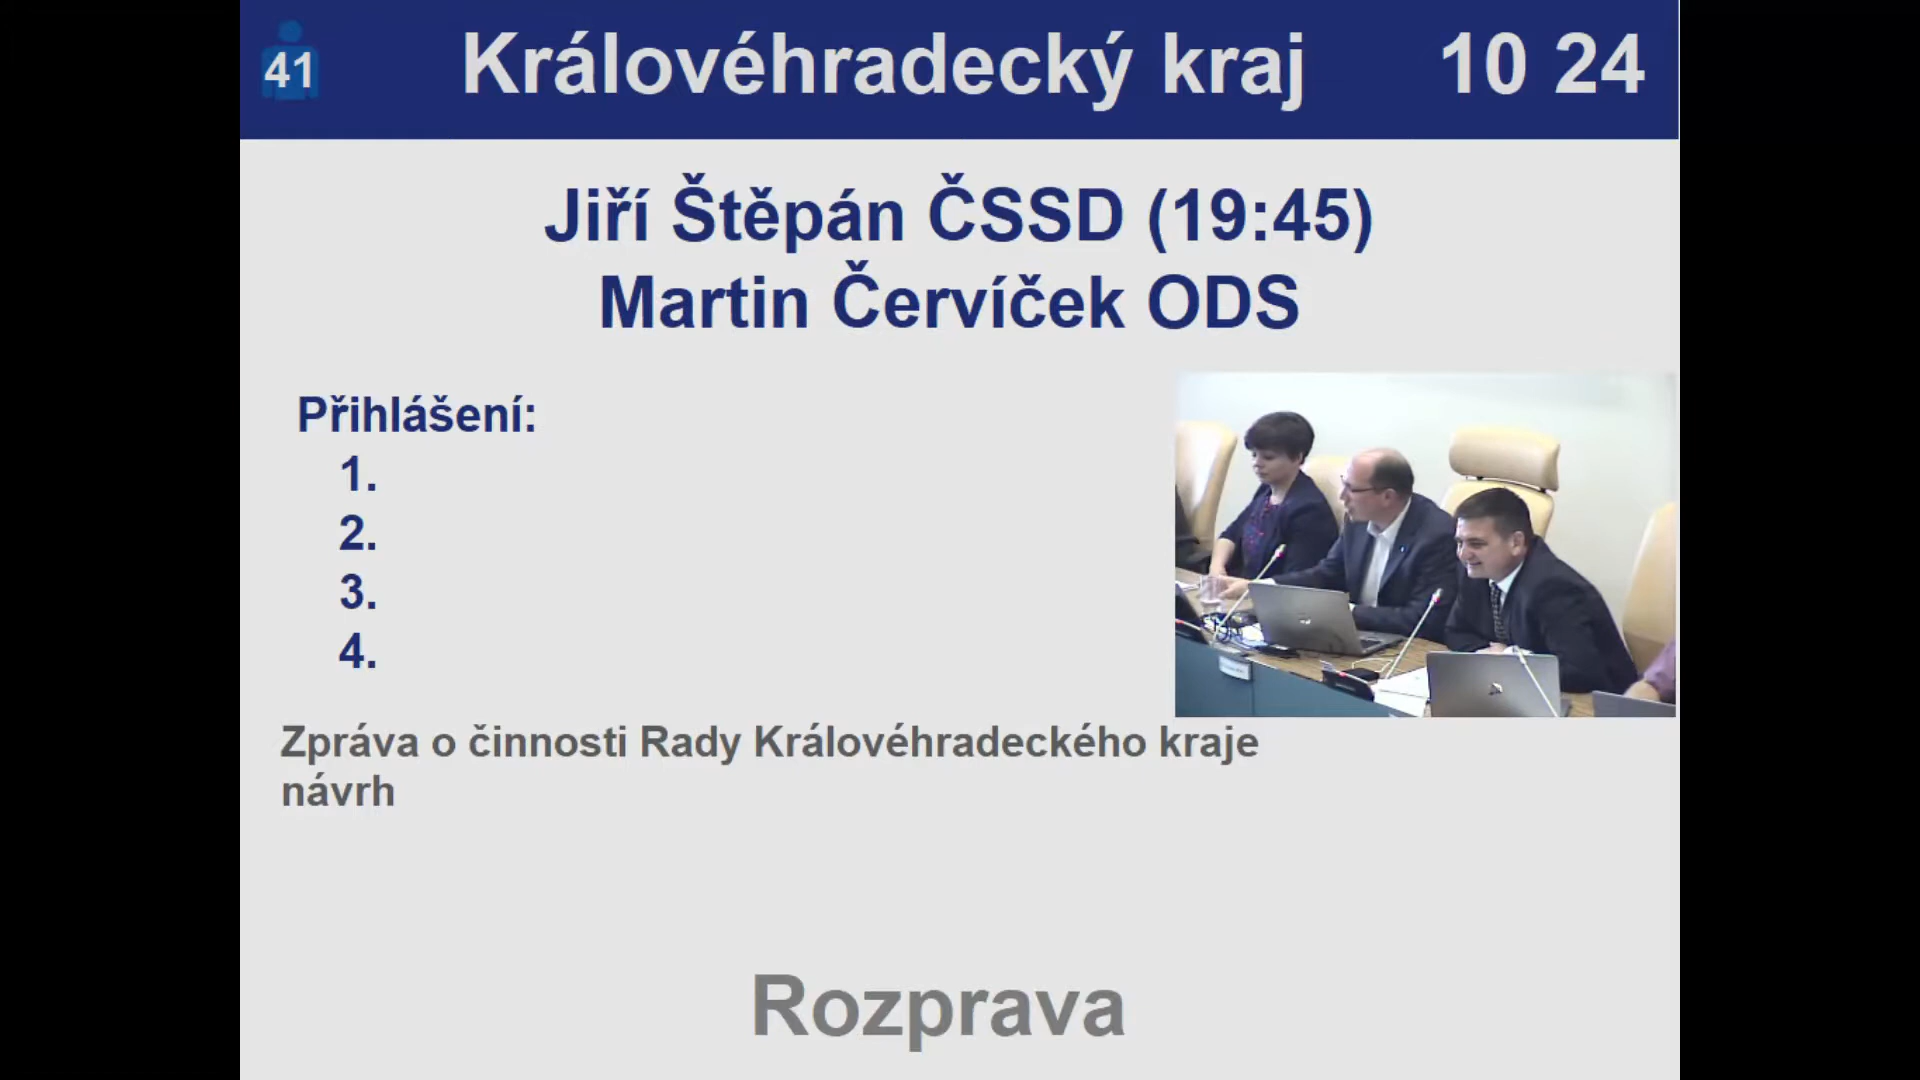 41
Královéhradecký kraj
10 24
Jiří Štěpán ČSSD (19:45)
Martin Červíček ODS
Přihlášení:
1.
2.
3.
4.
Zpráva o činnosti Rady Královéhradeckého kraje
návrh
Rozprava